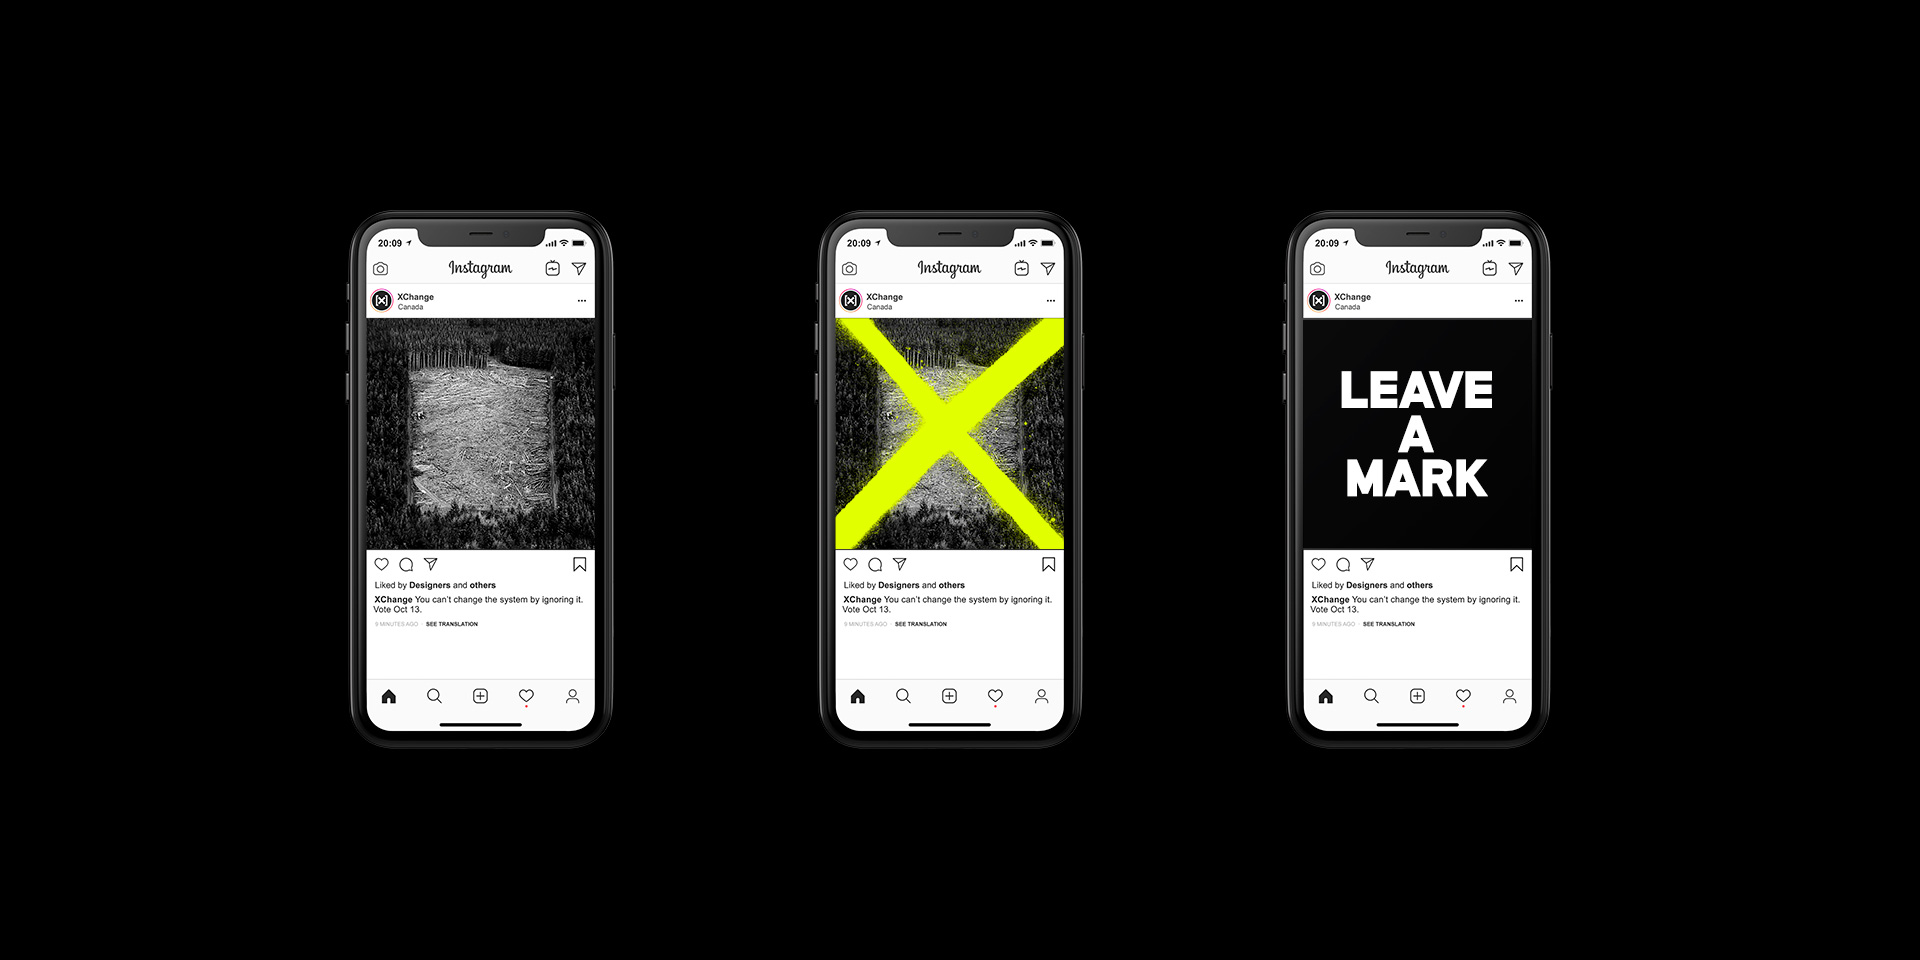 20:09
Instagram
XChange
Canada
Liked by Designers and others
XChange You can't change the system by ignoring it.
Vote Oct 13.
9 MINUTES AGO · SEE TRANSLATION
20:09
Instagram
XChange
Canada
Liked by Designers and others
XChange You can't change the system by ignoring it.
Vote Oct 13.
9 MINUTES AGO · SEE TRANSLATION
20:09
Instagram
XChange
Canada
LEAVE
A
MARK
Liked by Designers and others
XChange You can't change the system by ignoring it.
Vote Oct 13.
9 MINUTES AGO · SEE TRANSLATION